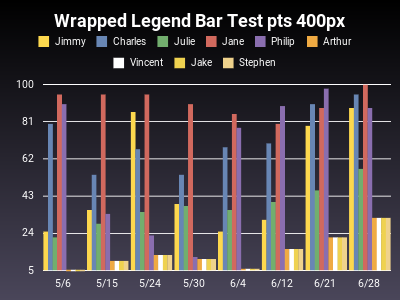 Wrapped Legend Bar Test pts 400px
Jimmy Charles Julie Jane Philip Arthur
Vincent Jake Stephen
100
81
62
43
24
5
5/6 5/15 5/24 5/30 6/4 6/12 6/21 6/28